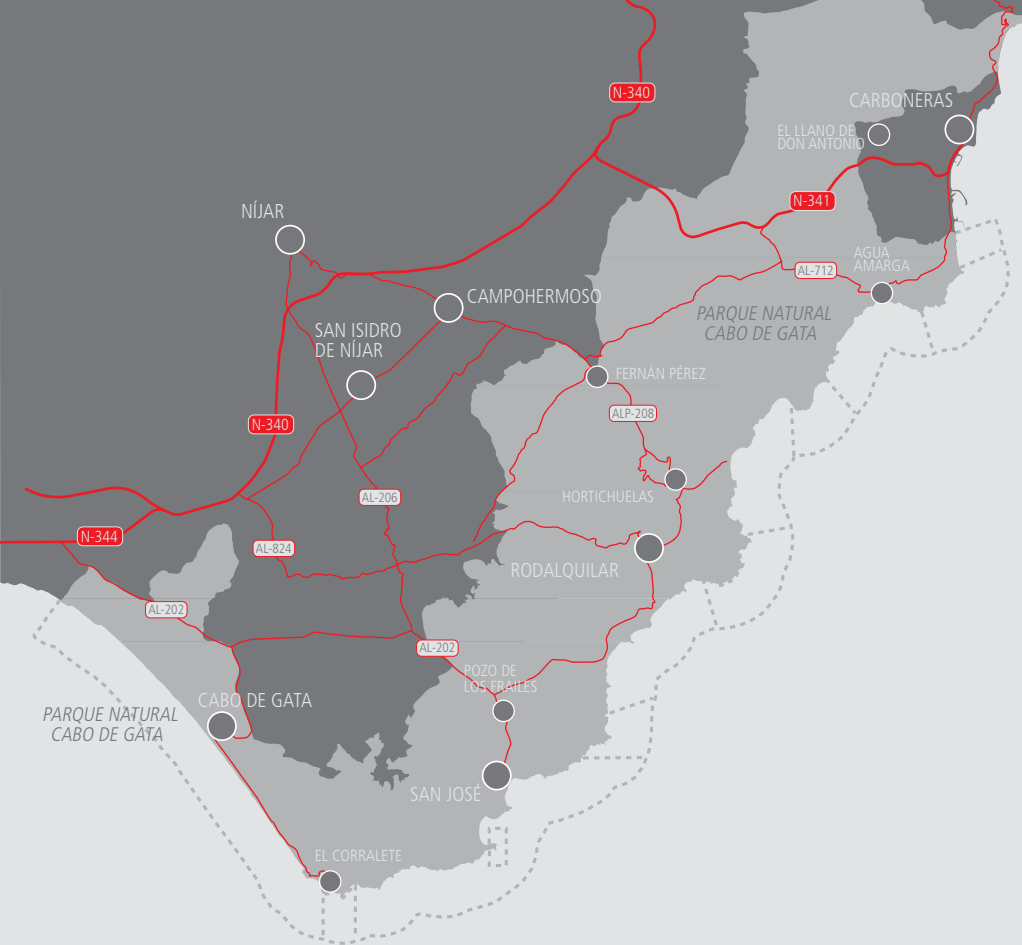 N-340
CARBONERAS
EL LLANO DE
DON ANTONIO
N-341
NÍJAR
AGUA
AMARGA
AL-712
CAMPOHERMOSO
PARQUE NATURAL
CABO DE GATA
SAN ISIDRO
DE NÍJAR
FERNÁN PÉREZ
ALP-208
N-340
HORTICHUELAS
AL-206
N-344
AL-824
RODALQUILAR
AL-202
AL-202
POZO DE
LOS FRAILES
CABO DE GATA
PARQUE NATURAL
CABO DE GATA
SAN JOSÉ
EL CORRALETE